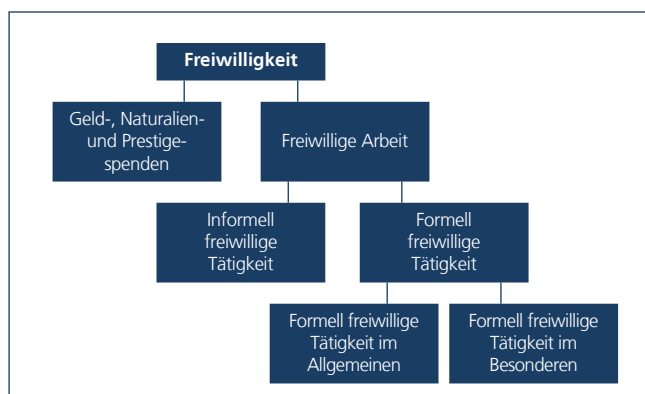 Freiwilligkeit
Geld-, Naturalien-
und Prestige-
spenden
Freiwillige Arbeit
Informell
freiwillige
Tätigkeit
Formell
freiwillige
Tätigkeit
Formell freiwillige
Tätigkeit im
Allgemeinen
Formell freiwillige
Tätigkeit im
Besonderen